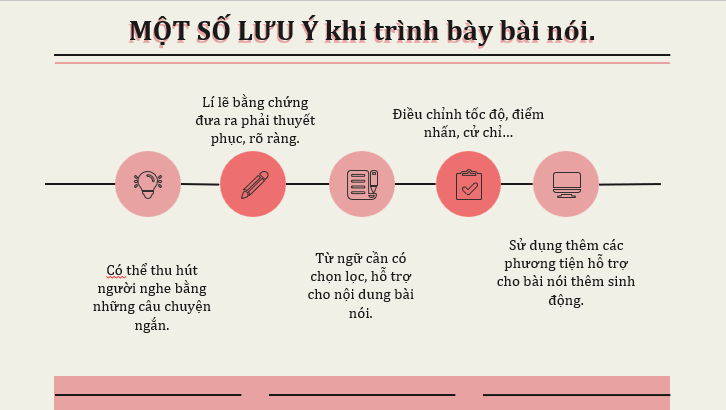 MỘT SỐ LƯU Ý khi trình bày bài nói.
Lí lẽ bằng chứng
đưa ra phải thuyết
phục, rõ ràng.
Điều chỉnh tốc độ, điểm
nhấn, cử chỉ...
Có thể thu hút
người nghe bằng
những câu chuyện
ngắn.
Từ ngữ cần có
chọn lọc, hỗ trợ
cho nội dung bài
nói.
Sử dụng thêm các
phương tiện hỗ trợ
cho bài nói thêm sinh
động.